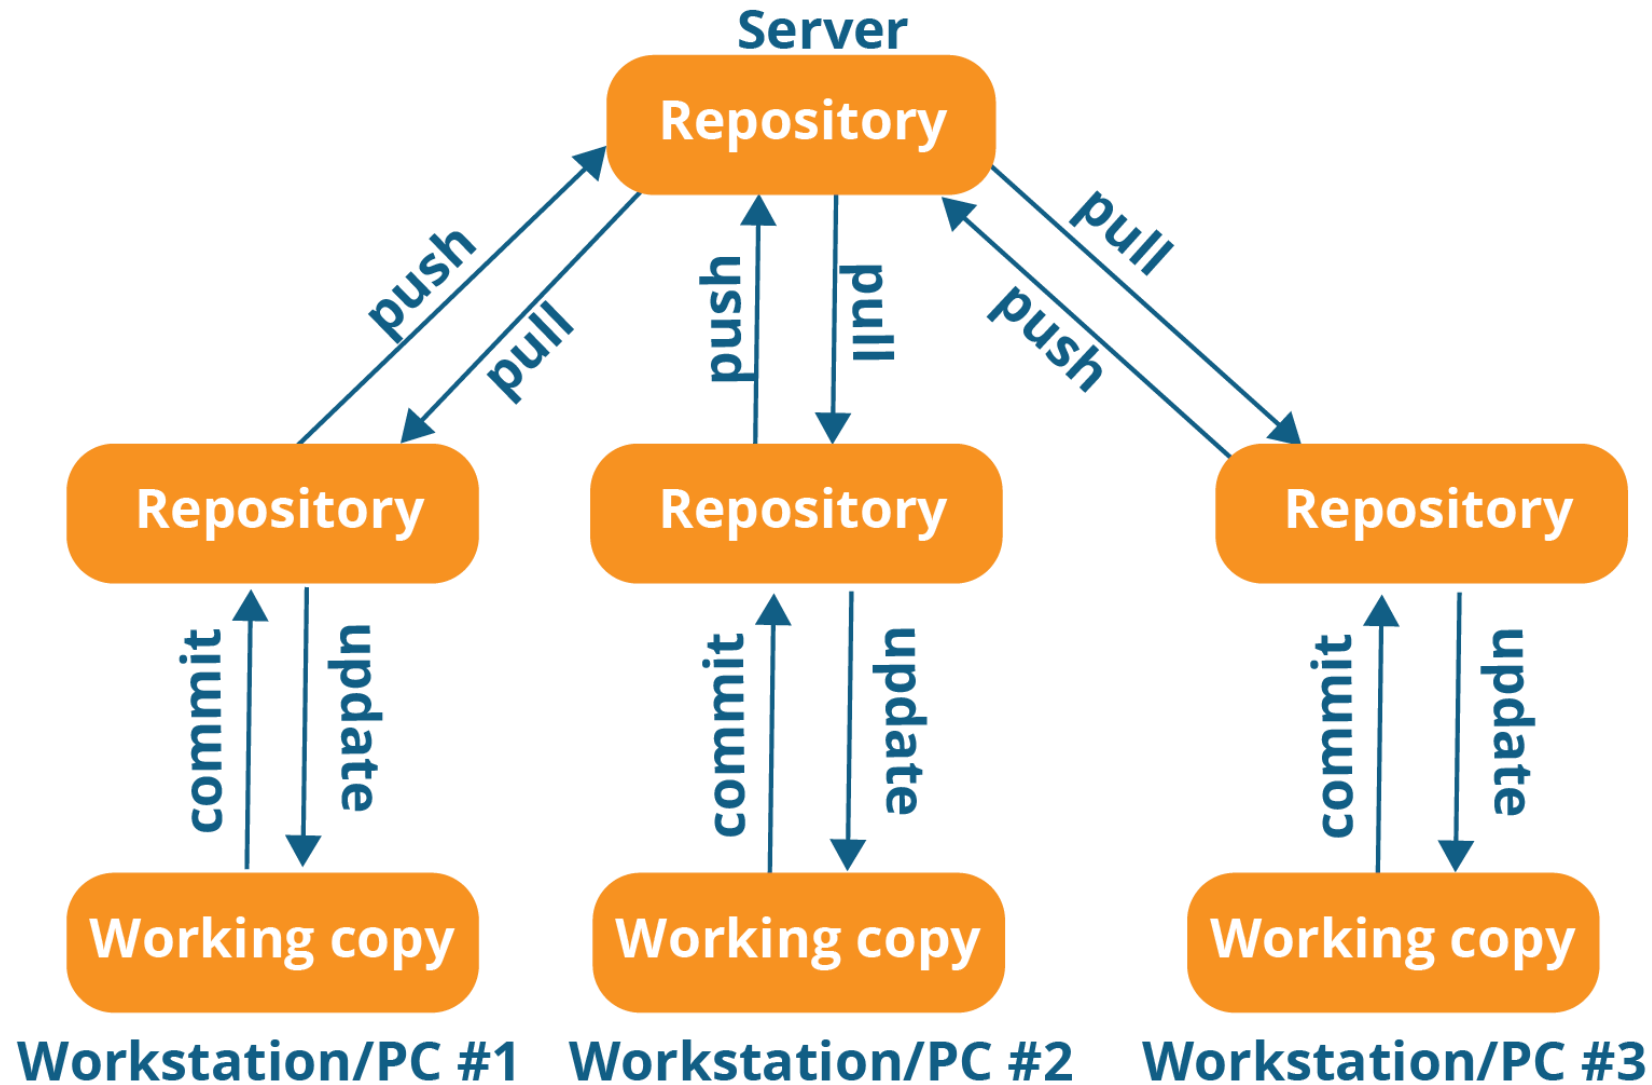 Server
Repository
push
pull
push
pull
push
pull
Repository
Repository
Repository
commit
update
commit
update
commit
update
Working copy
Working copy
Working copy
Workstation/PC #1
Workstation/PC #2
Workstation/PC #3